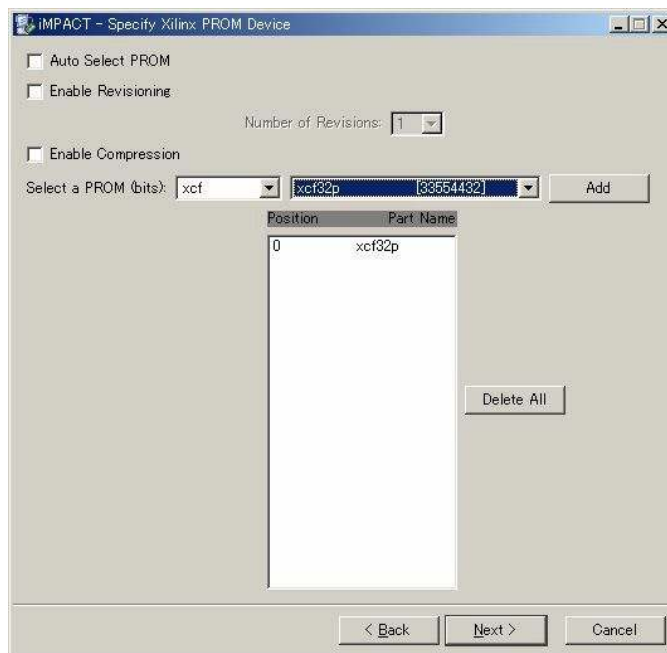 iMPACT - Specify Xilinx PROM Device
Auto Select PROM
Enable Revisioning
Number of Revisions: 1
Enable Compression
Select a PROM (bits): xcf xcf32p [33554432] Add
Position Part Name
0 xcf32p
Delete All
< Back Next > Cancel